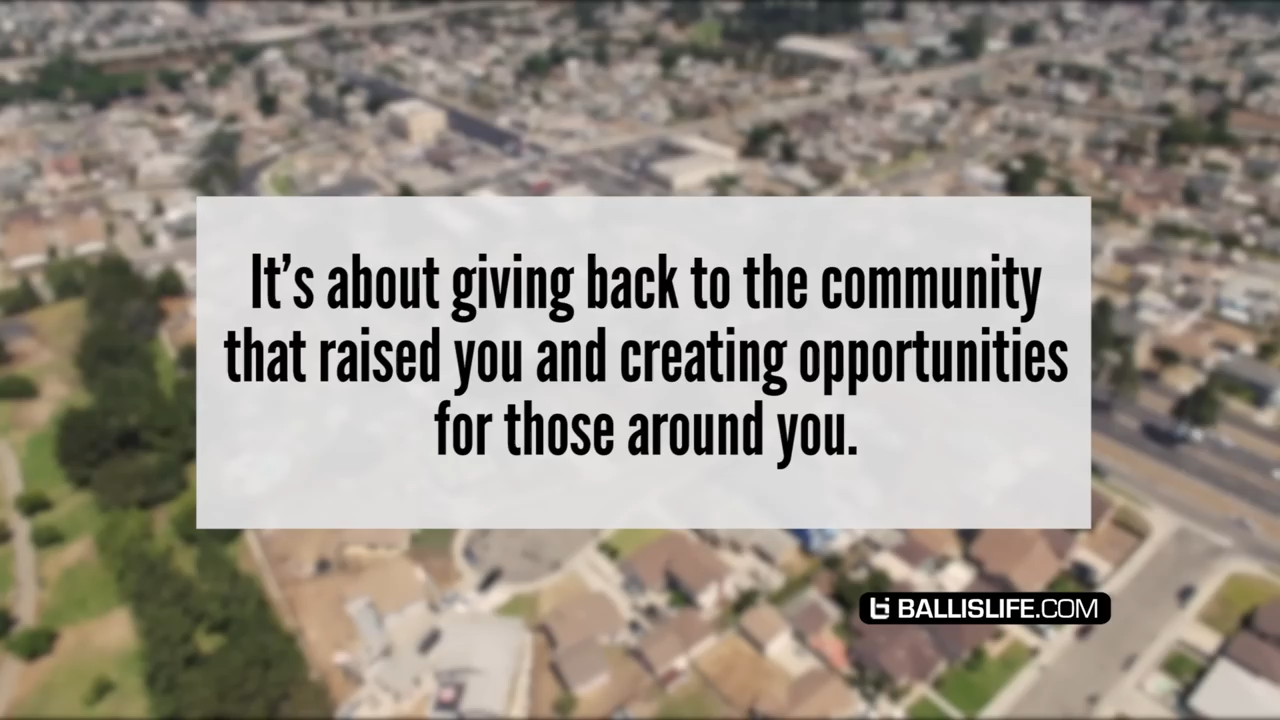 It’s about giving back to the community
that raised you and creating opportunities
for those around you.
BALLISLIFE.COM